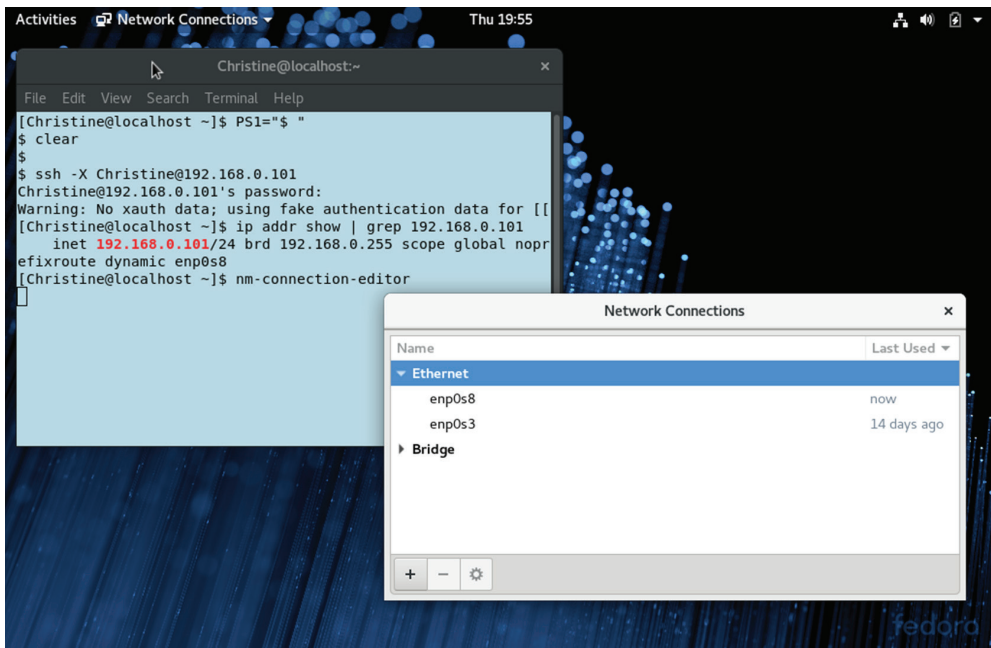 Activities Network Connections Thu 19:55
Christine@localhost:~
File Edit View Search Terminal Help
[Christine@localhost ~]$ PS1="$ "
$ clear
$
$ ssh -X Christine@192.168.0.101
Christine@192.168.0.101's password:
Warning: No xauth data; using fake authentication data for [[
[Christine@localhost ~]$ ip addr show | grep 192.168.0.101
inet 192.168.0.101/24 brd 192.168.0.255 scope global nopr
efixroute dynamic enp0s8
[Christine@localhost ~]$ nm-connection-editor
Network Connections
Name Last Used
Ethernet
enp0s8 now
enp0s3 14 days ago
Bridge
fedora